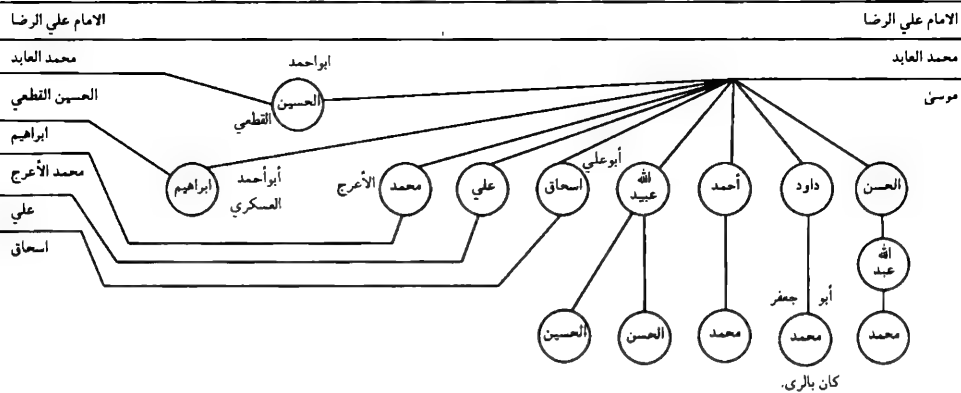 الامام علي الرضا
الامام علي الرضا
محمد العابد
محمد العابد
موسى
الحسين القطعي
ابراهيم
محمد الأعرج
علي
اسحاق
ابواحمد
الحسين
القطعي
الحسن
داود
أحمد
عبيد الله
أبوعلي
اسحاق
علي
محمد
الأعرج
أبوأحمد
العسكري
ابراهيم
عبد الله
محمد
أبو جعفر
محمد
كان بالرى.
محمد
الحسن
الحسين